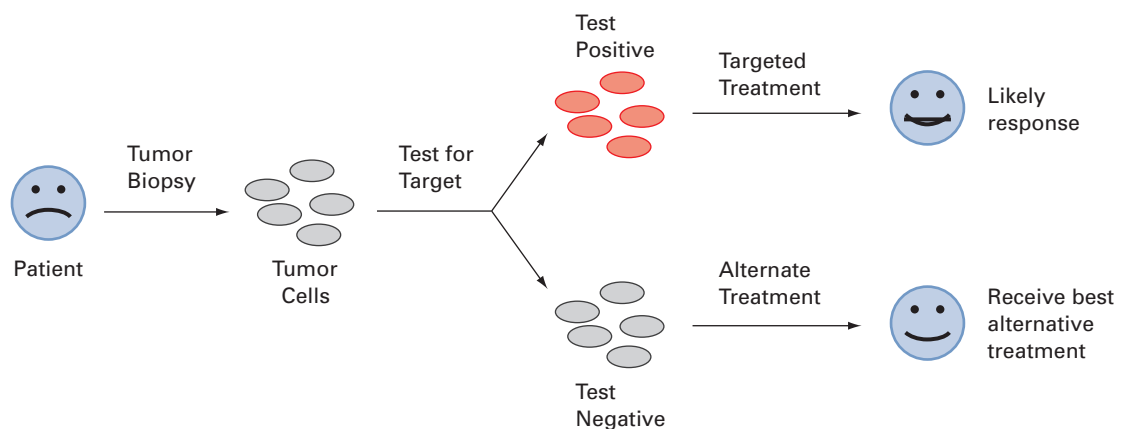 Patient
Tumor
Biopsy
Tumor
Cells
Test for
Target
Test
Positive
Targeted
Treatment
Likely
response
Test
Negative
Alternate
Treatment
Receive best
alternative
treatment